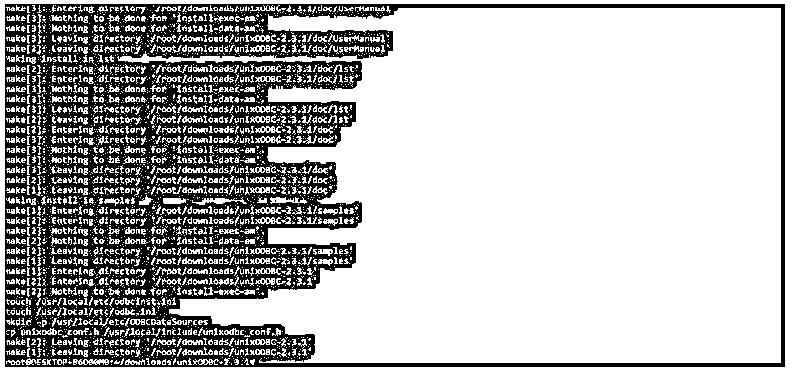 make[3]: Entering directory '/root/downloads/unixODBC-2.3.1/doc/UserManual'
make[3]: Nothing to be done for 'install-exec-am'.
make[3]: Nothing to be done for 'install-data-am'.
make[3]: Leaving directory '/root/downloads/unixODBC-2.3.1/doc/UserManual'
make[2]: Leaving directory '/root/downloads/unixODBC-2.3.1/doc/UserManual'
Making install in lst
make[2]: Entering directory '/root/downloads/unixODBC-2.3.1/doc/lst'
make[3]: Entering directory '/root/downloads/unixODBC-2.3.1/doc/lst'
make[3]: Nothing to be done for 'install-exec-am'.
make[3]: Nothing to be done for 'install-data-am'.
make[3]: Leaving directory '/root/downloads/unixODBC-2.3.1/doc/lst'
make[2]: Leaving directory '/root/downloads/unixODBC-2.3.1/doc/lst'
make[2]: Entering directory '/root/downloads/unixODBC-2.3.1/doc'
make[3]: Entering directory '/root/downloads/unixODBC-2.3.1/doc'
make[3]: Nothing to be done for 'install-exec-am'.
make[3]: Nothing to be done for 'install-data-am'.
make[3]: Leaving directory '/root/downloads/unixODBC-2.3.1/doc'
make[2]: Leaving directory '/root/downloads/unixODBC-2.3.1/doc'
make[1]: Leaving directory '/root/downloads/unixODBC-2.3.1/doc'
Making install in samples
make[1]: Entering directory '/root/downloads/unixODBC-2.3.1/samples'
make[2]: Entering directory '/root/downloads/unixODBC-2.3.1/samples'
make[2]: Nothing to be done for 'install-exec-am'.
make[2]: Nothing to be done for 'install-data-am'.
make[2]: Leaving directory '/root/downloads/unixODBC-2.3.1/samples'
make[1]: Leaving directory '/root/downloads/unixODBC-2.3.1/samples'
make[1]: Entering directory '/root/downloads/unixODBC-2.3.1'
make[2]: Entering directory '/root/downloads/unixODBC-2.3.1'
make[2]: Nothing to be done for 'install-exec-am'.
touch /usr/local/etc/odbcinst.ini
touch /usr/local/etc/odbc.ini
mkdir -p /usr/local/etc/ODBCDataSources
cp unixodbc_conf.h /usr/local/include/unixodbc_conf.h
make[2]: Leaving directory '/root/downloads/unixODBC-2.3.1'
make[1]: Leaving directory '/root/downloads/unixODBC-2.3.1'